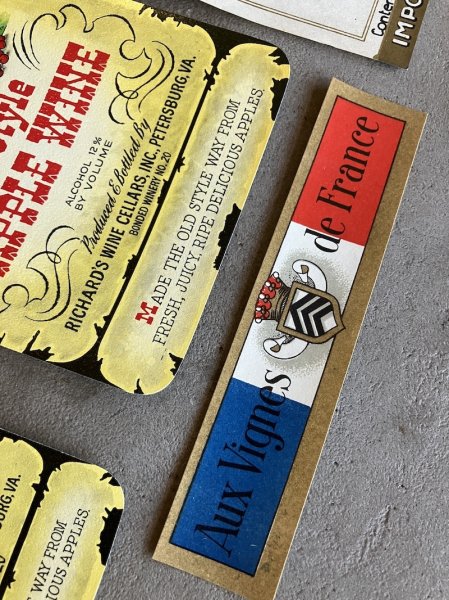 Style
APPLE WINE
ALCOHOL 12%
BY VOLUME
Produced & Bottled By
RICHARD'S WINE CELLARS, INC., PETERSBURG, VA.
BONDED WINERY NO. 20
MADE THE OLD STYLE WAY FROM
FRESH, JUICY, RIPE DELICIOUS APPLES.
Aux Vignes de France
Conten
IMPO
BURG, VA.
20
WAY FROM
IOUS APPLES.